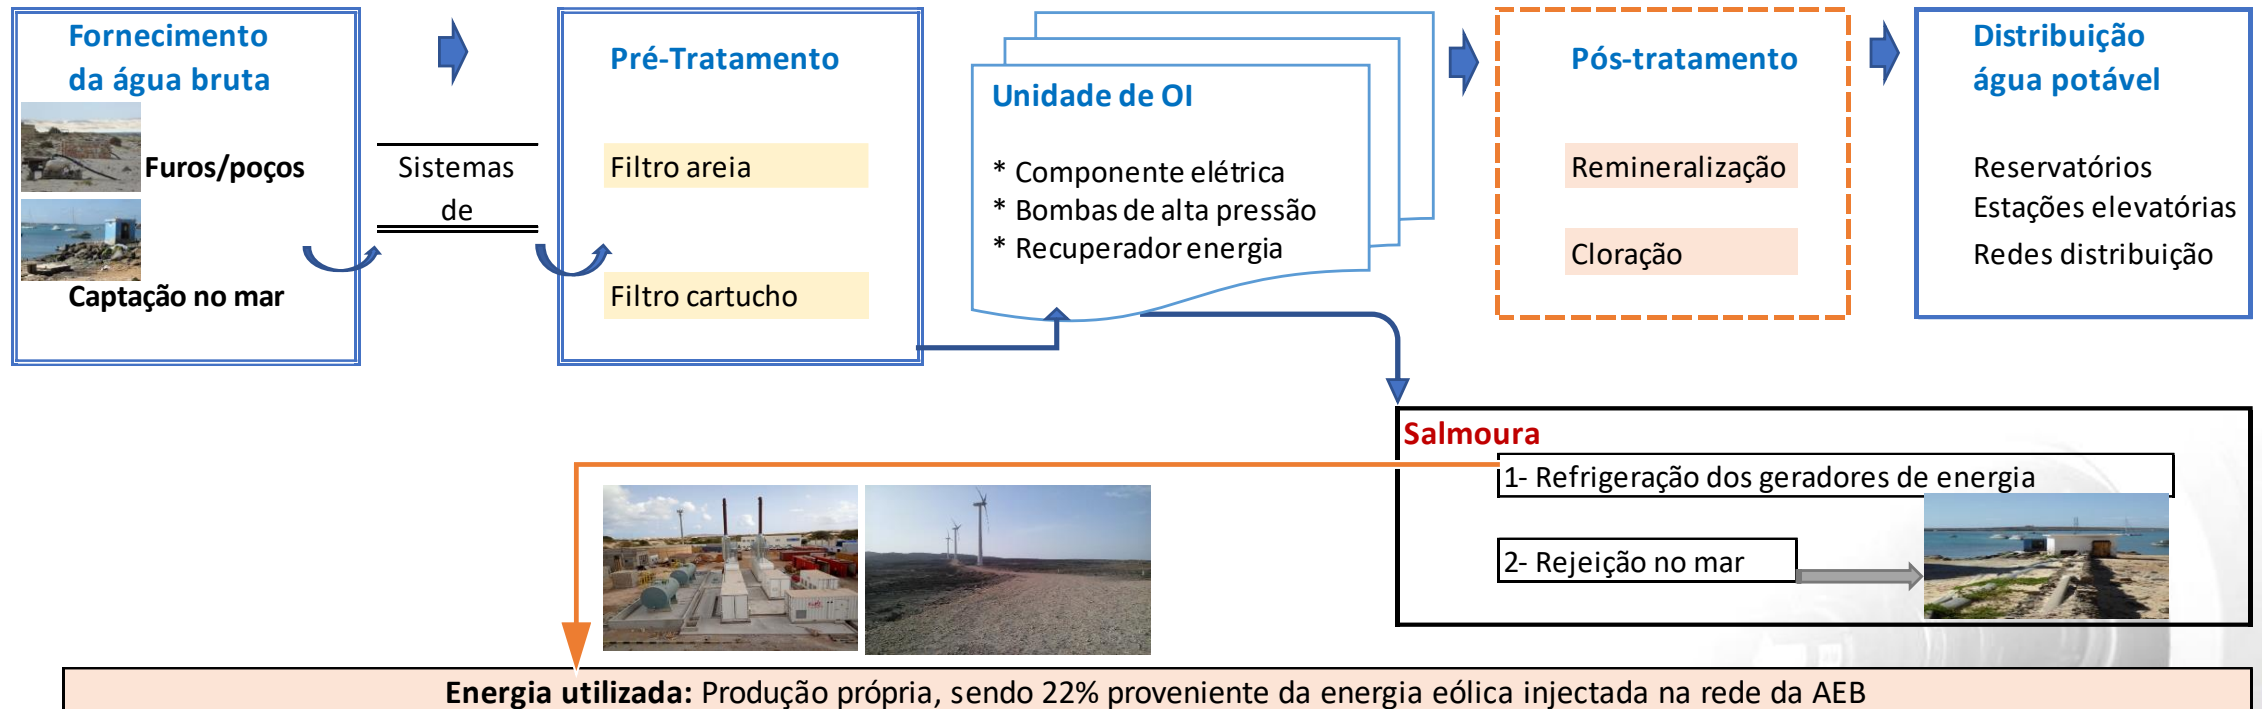 Fornecimento
da água bruta
Furos/poços
Captação no mar
Sistemas
de
Pré-Tratamento
Filtro areia
Filtro cartucho
Unidade de OI
* Componente elétrica
* Bombas de alta pressão
* Recuperador energia
Pós-tratamento
Remineralização
Cloração
Distribuição
água potável
Reservatórios
Estações elevatórias
Redes distribuição
Salmoura
1- Refrigeração dos geradores de energia
2- Rejeição no mar
Energia utilizada: Produção própria, sendo 22% proveniente da energia eólica injectada na rede da AEB